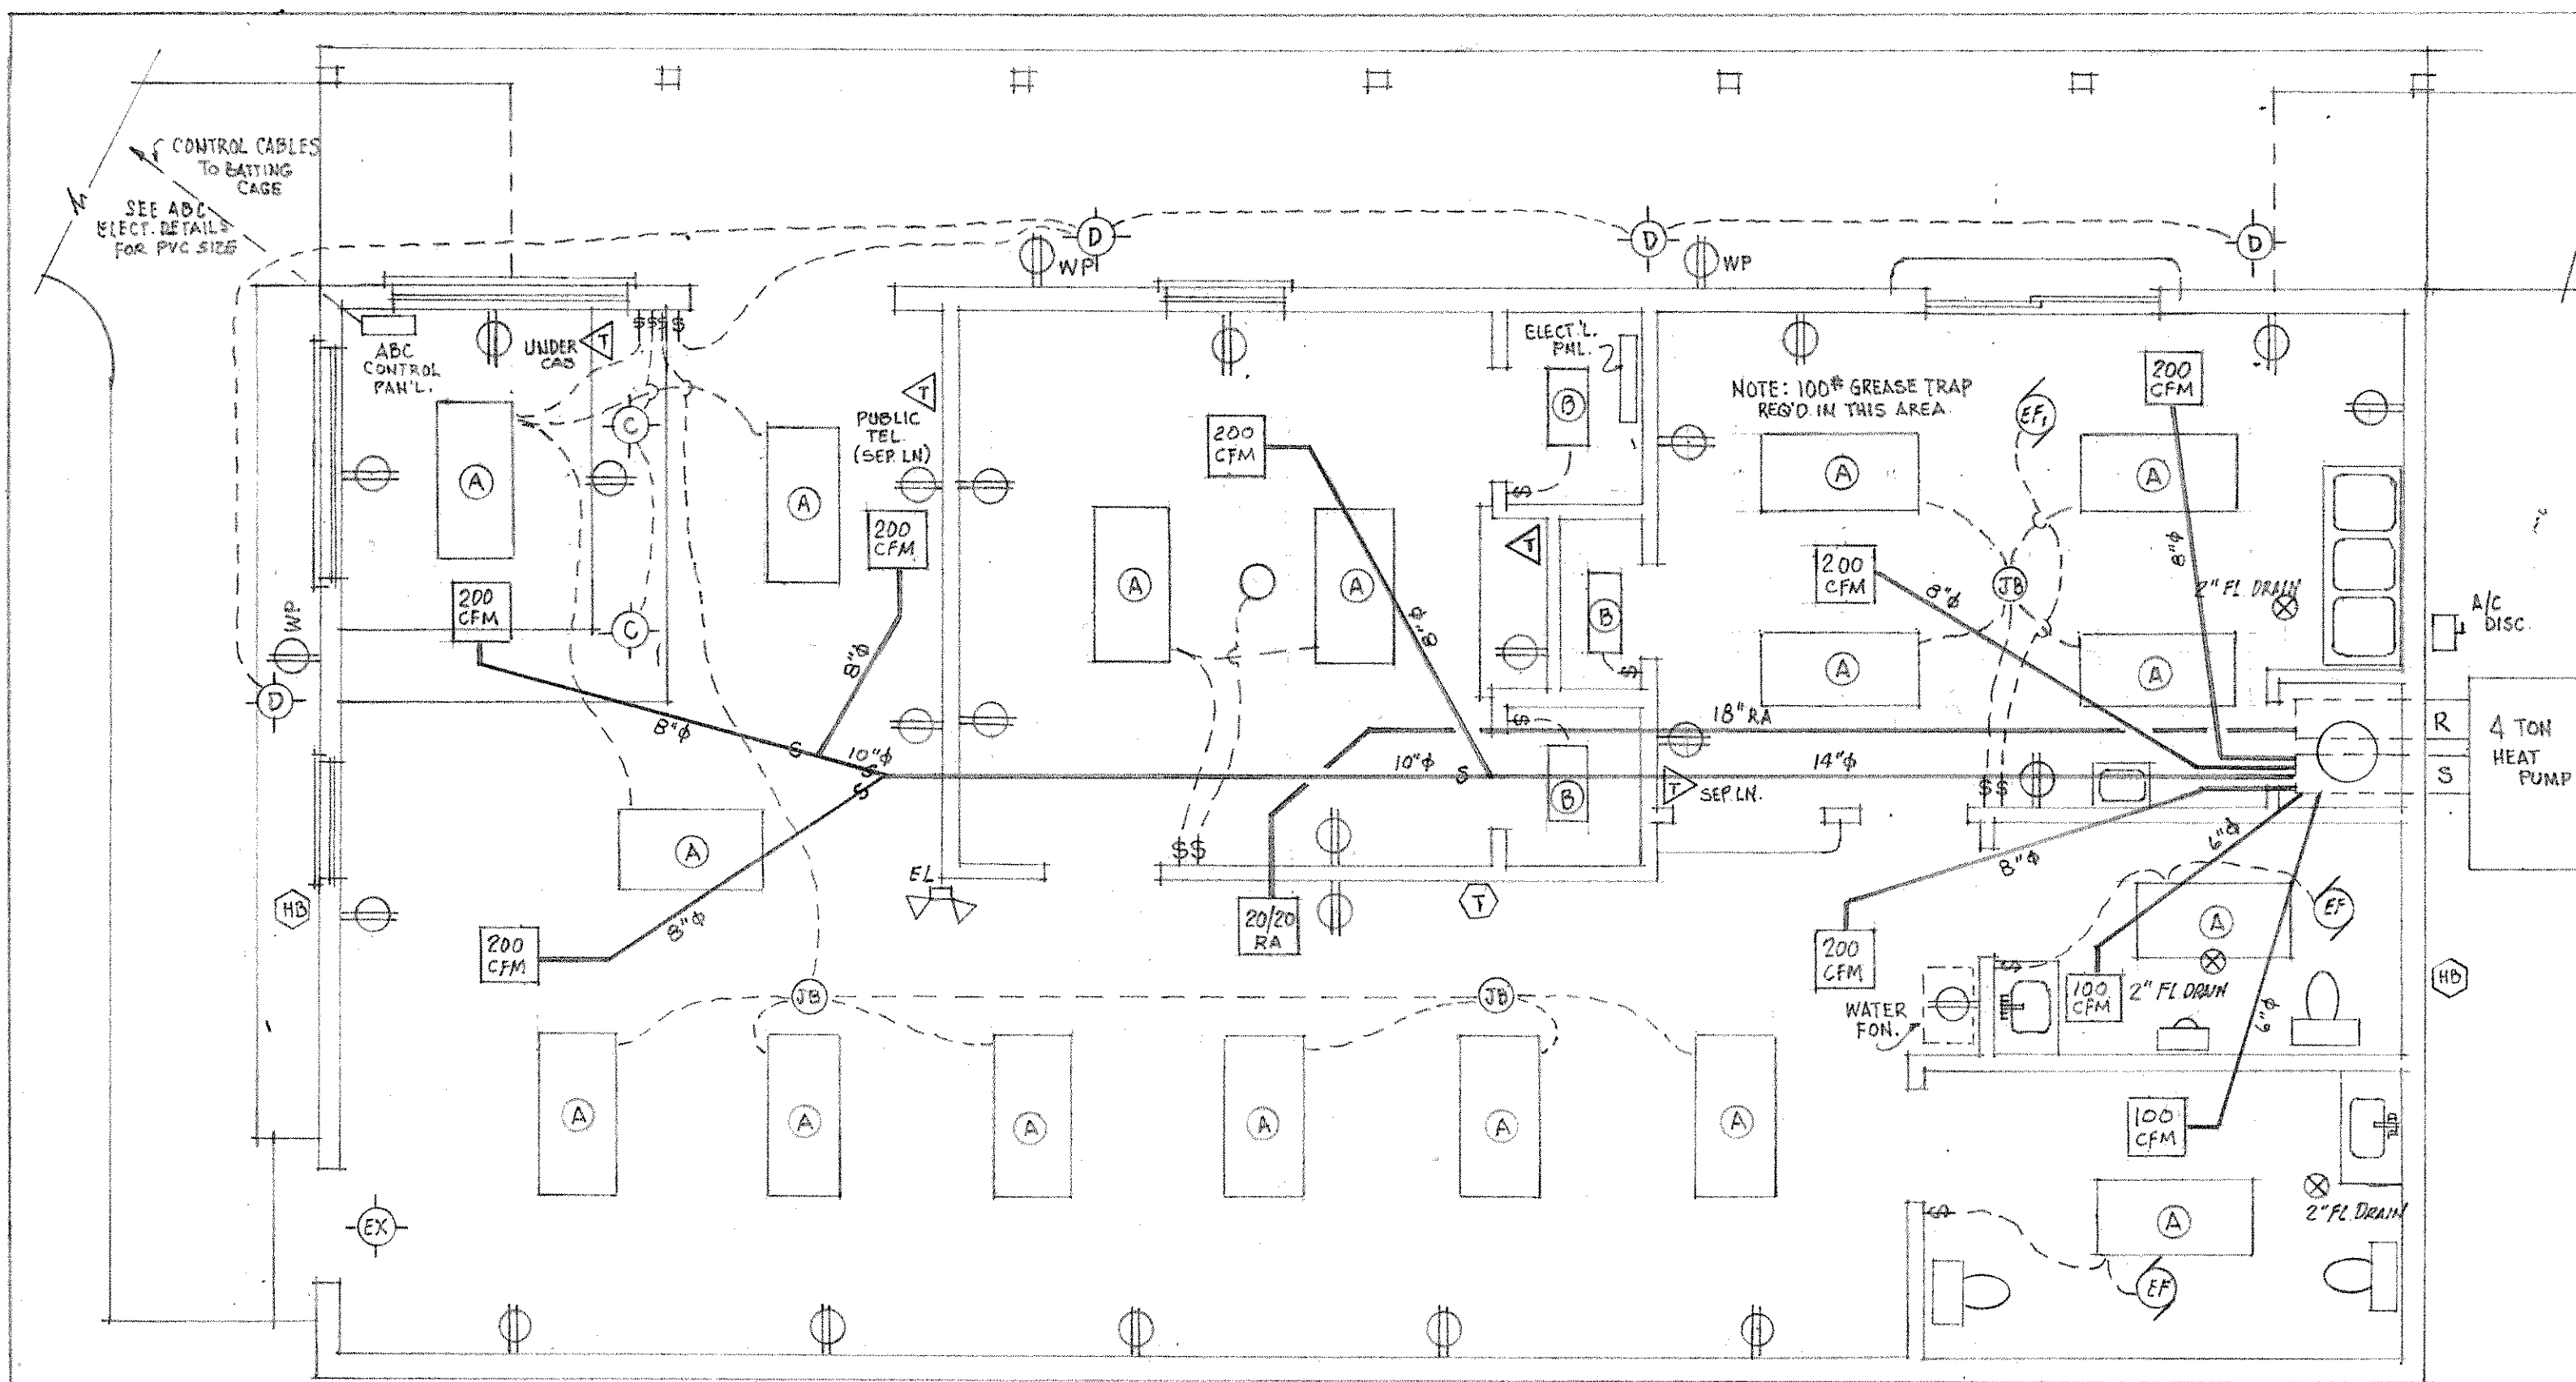 CONTROL CABLES
TO BATTING
CAGE
N
SEE ABC
ELECT. DETAILS
FOR PVC SIZE
D
D
D
WP
WP
ABC
CONTROL
PAN'L.
UNDER
CAB
T
$ $ $ $
T
PUBLIC
TEL.
(SEP. LN)
ELECT.'L.
PNL.
NOTE: 100# GREASE TRAP
REQ'D. IN THIS AREA.
200
CFM
EF,
B
C
200
CFM
A
A
A
A
200
CFM
T
200
CFM
JB
2" FL. DRAIN
A/C
DISC.
200
CFM
A
A
B
A
A
C
WP
D
8"φ
8"φ
8"φ
8"φ
8"φ
8"φ
S
10"φ
S
S
10"φ
S
18" RA
14"φ
B
T
SEP. LN.
$ $
R
S
4 TON
HEAT
PUMP
A
8"φ
$ $
8"φ
6"φ
6"φ
HB
EL
20/20
RA
T
200
CFM
200
CFM
A
EF
HB
JB
JB
WATER
FON.
100
CFM
2" FL. DRAIN
A
A
A
A
A
A
100
CFM
2" FL. DRAIN
A
EX
EF